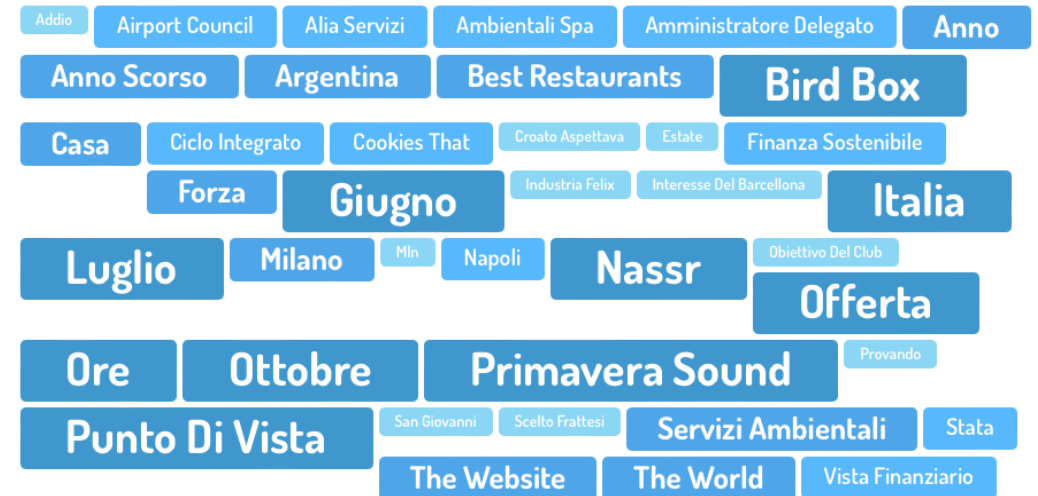 Addio Airport Council Alia Servizi Ambientali Spa Amministratore Delegato Anno
Anno Scorso Argentina Best Restaurants Bird Box
Casa Ciclo Integrato Cookies That Croato Aspettava Estate Finanza Sostenibile
Forza Giugno Industria Felix Interesse Del Barcellona Italia
Luglio Milano Mln Napoli Nassr Obiettivo Del Club
Offerta
Ore Ottobre Primavera Sound Provando
Punto Di Vista San Giovanni Scelto Frattesi Servizi Ambientali Stata
The Website The World Vista Finanziario